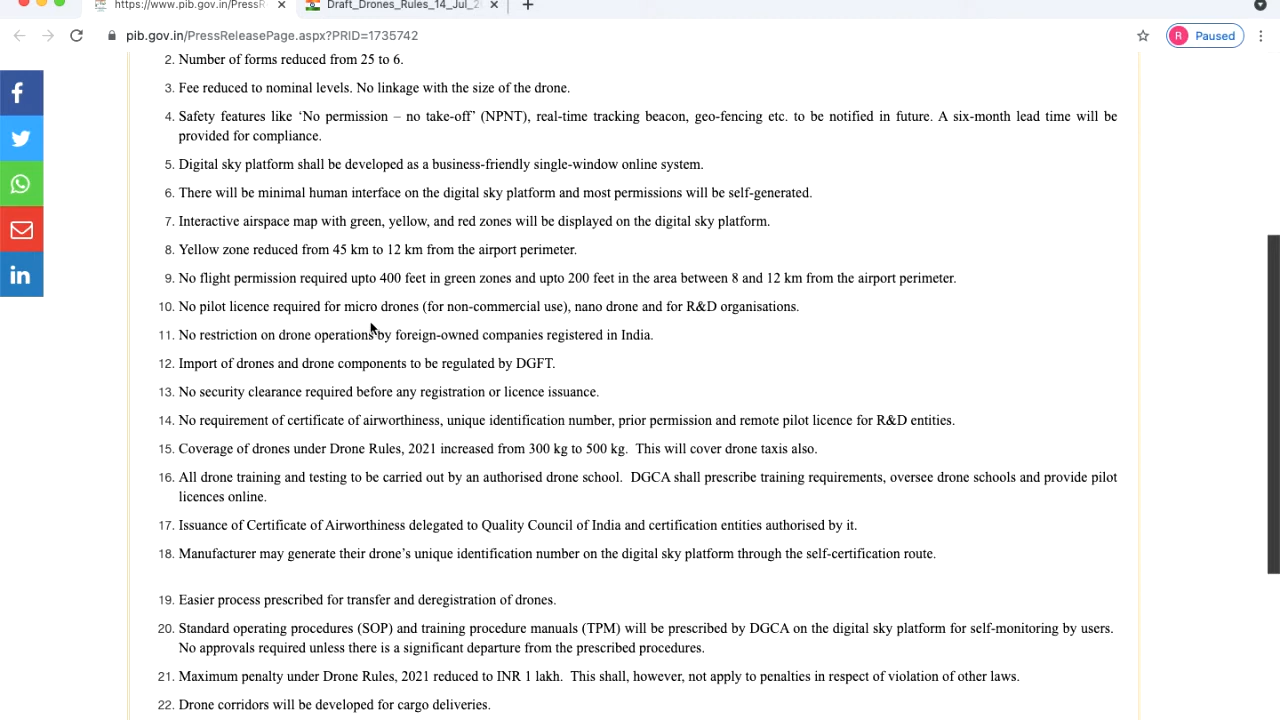 https://www.pib.gov.in/PressR
Draft_Drones_Rules_14_Jul_2
pib.gov.in/PressReleasePage.aspx?PRID=1735742
R Paused
2. Number of forms reduced from 25 to 6.
3. Fee reduced to nominal levels. No linkage with the size of the drone.
4. Safety features like ‘No permission – no take-off’ (NPNT), real-time tracking beacon, geo-fencing etc. to be notified in future. A six-month lead time will be
provided for compliance.
5. Digital sky platform shall be developed as a business-friendly single-window online system.
6. There will be minimal human interface on the digital sky platform and most permissions will be self-generated.
7. Interactive airspace map with green, yellow, and red zones will be displayed on the digital sky platform.
8. Yellow zone reduced from 45 km to 12 km from the airport perimeter.
9. No flight permission required upto 400 feet in green zones and upto 200 feet in the area between 8 and 12 km from the airport perimeter.
10. No pilot licence required for micro drones (for non-commercial use), nano drone and for R&D organisations.
11. No restriction on drone operations by foreign-owned companies registered in India.
12. Import of drones and drone components to be regulated by DGFT.
13. No security clearance required before any registration or licence issuance.
14. No requirement of certificate of airworthiness, unique identification number, prior permission and remote pilot licence for R&D entities.
15. Coverage of drones under Drone Rules, 2021 increased from 300 kg to 500 kg.  This will cover drone taxis also.
16. All drone training and testing to be carried out by an authorised drone school.  DGCA shall prescribe training requirements, oversee drone schools and provide pilot
licences online.
17. Issuance of Certificate of Airworthiness delegated to Quality Council of India and certification entities authorised by it.
18. Manufacturer may generate their drone’s unique identification number on the digital sky platform through the self-certification route.
19. Easier process prescribed for transfer and deregistration of drones.
20. Standard operating procedures (SOP) and training procedure manuals (TPM) will be prescribed by DGCA on the digital sky platform for self-monitoring by users.
No approvals required unless there is a significant departure from the prescribed procedures.
21. Maximum penalty under Drone Rules, 2021 reduced to INR 1 lakh.  This shall, however, not apply to penalties in respect of violation of other laws.
22. Drone corridors will be developed for cargo deliveries.